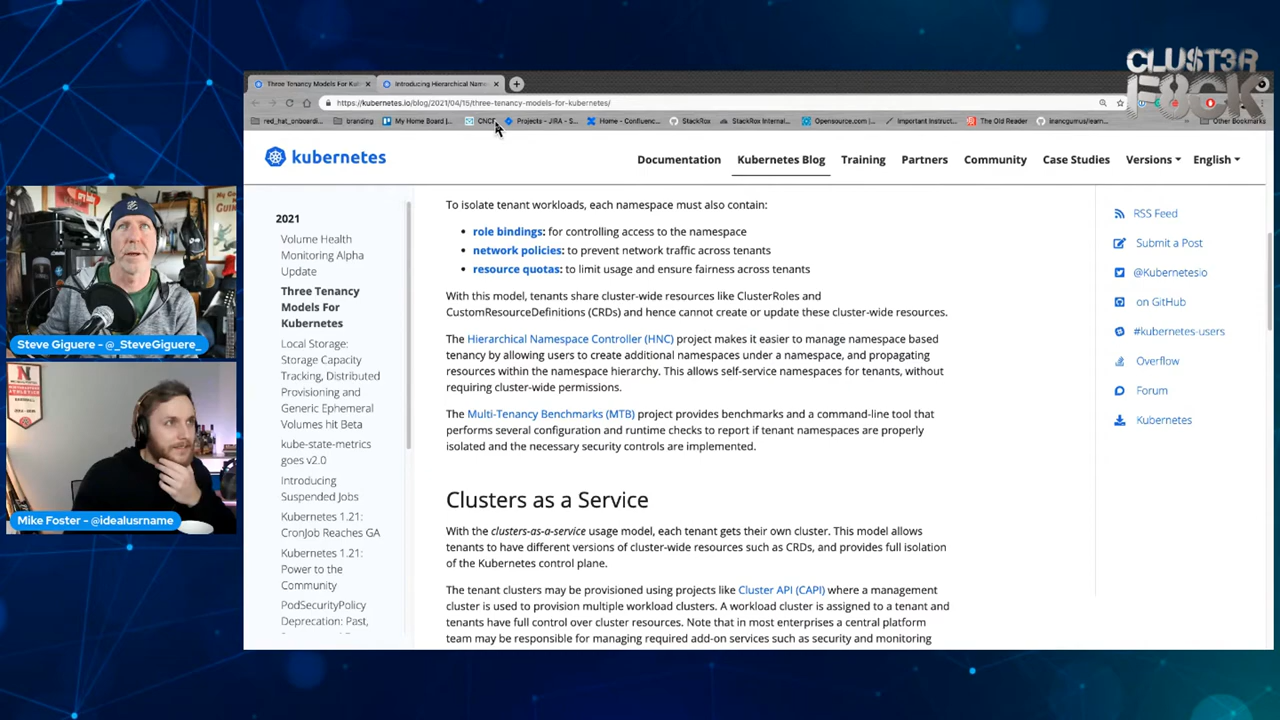 CLU$T3R
F8CK
Three Tenancy Models For Ku
Introducing Hierarchical Name
https://kubernetes.io/blog/2021/04/15/three-tenancy-models-for-kubernetes/
red_hat_onboardi...
branding
My Home Board |...
CNCF
Projects - JIRA - S...
Home - Confluenc...
StackRox
StackRox Internal...
Opensource.com |...
Important Instruct...
The Old Reader
inancgumus/learn...
Other Bookmarks
kubernetes
Documentation
Kubernetes Blog
Training
Partners
Community
Case Studies
Versions
English
2021
Volume Health
Monitoring Alpha
Update
Three Tenancy
Models For
Kubernetes
Local Storage:
Storage Capacity
Tracking, Distributed
Provisioning and
Generic Ephemeral
Volumes hit Beta
kube-state-metrics
goes v2.0
Introducing
Suspended Jobs
Kubernetes 1.21:
CronJob Reaches GA
Kubernetes 1.21:
Power to the
Community
PodSecurityPolicy
Deprecation: Past,
To isolate tenant workloads, each namespace must also contain:
• role bindings: for controlling access to the namespace
• network policies: to prevent network traffic across tenants
• resource quotas: to limit usage and ensure fairness across tenants
With this model, tenants share cluster-wide resources like ClusterRoles and
CustomResourceDefinitions (CRDs) and hence cannot create or update these cluster-wide resources.
The Hierarchical Namespace Controller (HNC) project makes it easier to manage namespace based
tenancy by allowing users to create additional namespaces under a namespace, and propagating
resources within the namespace hierarchy. This allows self-service namespaces for tenants, without
requiring cluster-wide permissions.
The Multi-Tenancy Benchmarks (MTB) project provides benchmarks and a command-line tool that
performs several configuration and runtime checks to report if tenant namespaces are properly
isolated and the necessary security controls are implemented.
Clusters as a Service
With the clusters-as-a-service usage model, each tenant gets their own cluster. This model allows
tenants to have different versions of cluster-wide resources such as CRDs, and provides full isolation
of the Kubernetes control plane.
The tenant clusters may be provisioned using projects like Cluster API (CAPI) where a management
cluster is used to provision multiple workload clusters. A workload cluster is assigned to a tenant and
tenants have full control over cluster resources. Note that in most enterprises a central platform
team may be responsible for managing required add-on services such as security and monitoring
RSS Feed
Submit a Post
@Kubernetesio
on GitHub
#kubernetes-users
Overflow
Forum
Kubernetes
Steve Giguere - @_SteveGiguere_
Mike Foster - @idealusrname